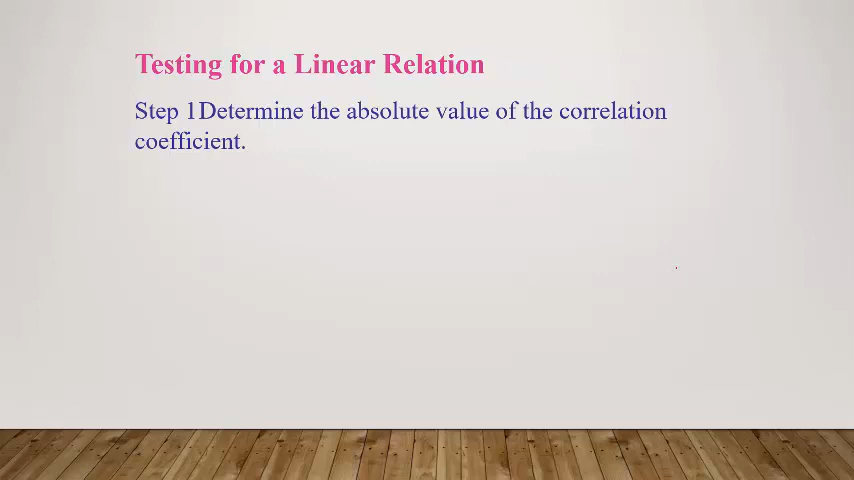 Testing for a Linear Relation
Step 1Determine the absolute value of the correlation
coefficient.